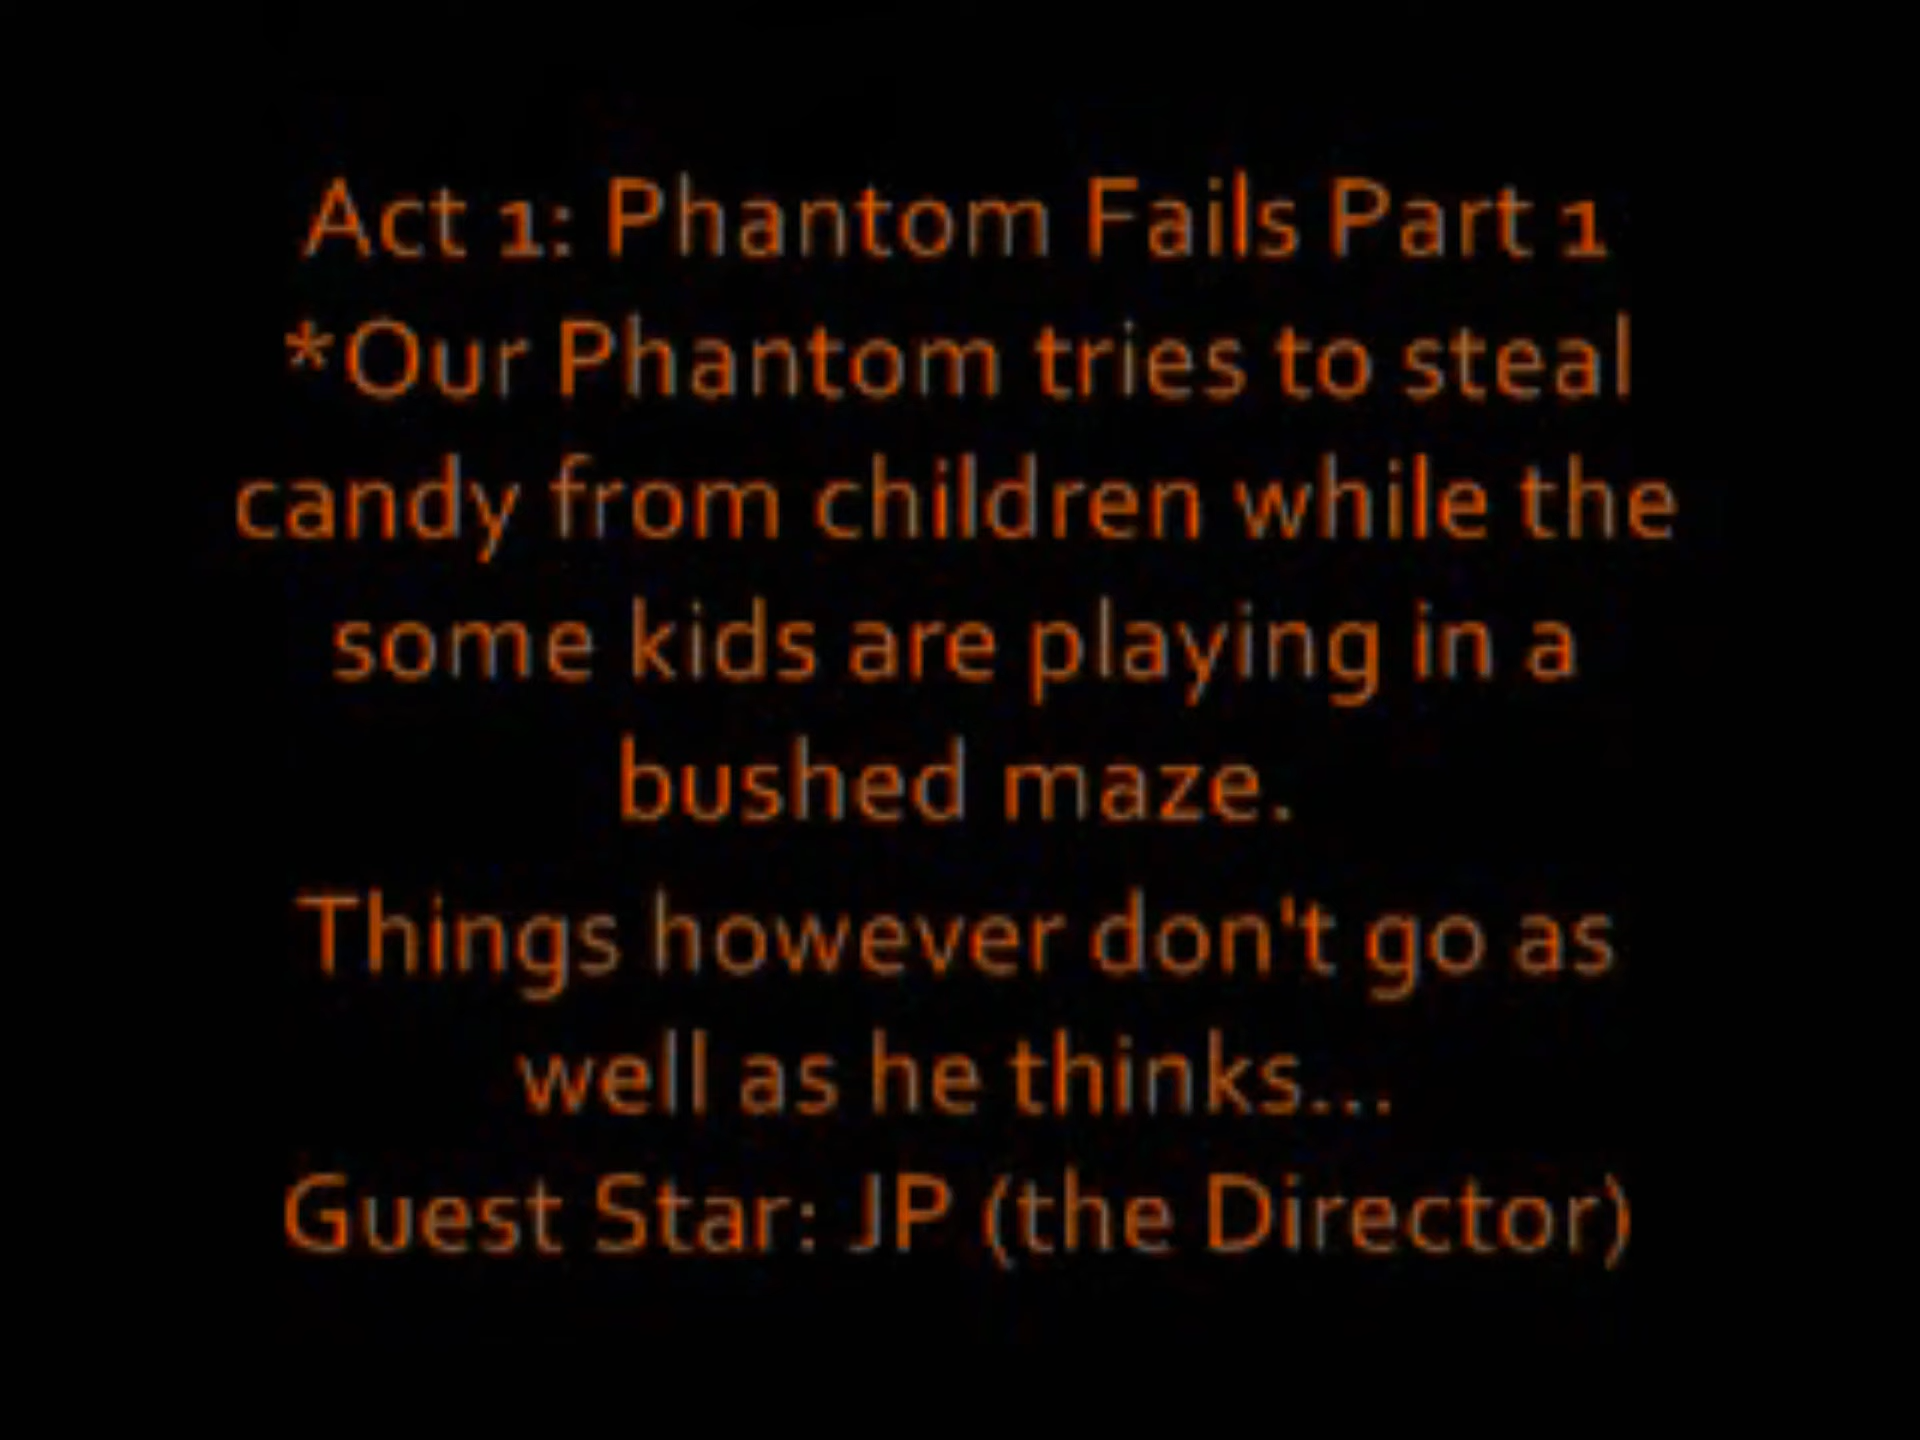 Act 1: Phantom Fails Part 1
*Our Phantom tries to steal
candy from children while the
some kids are playing in a
bushed maze.
Things however don't go as
well as he thinks...
Guest Star: JP (the Director)